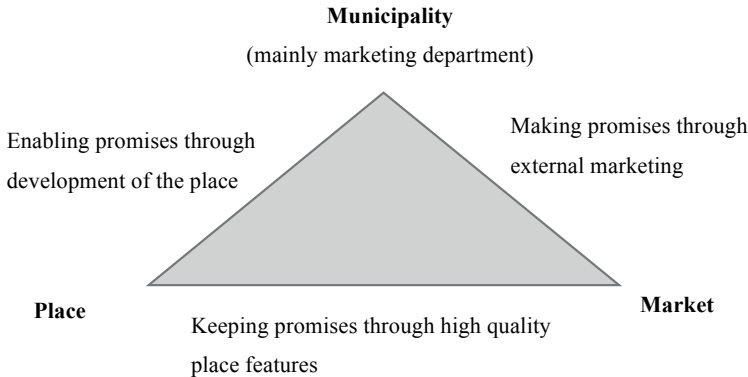 Municipality
(mainly marketing department)
Enabling promises through
development of the place
Making promises through
external marketing
Place
Market
Keeping promises through high quality
place features